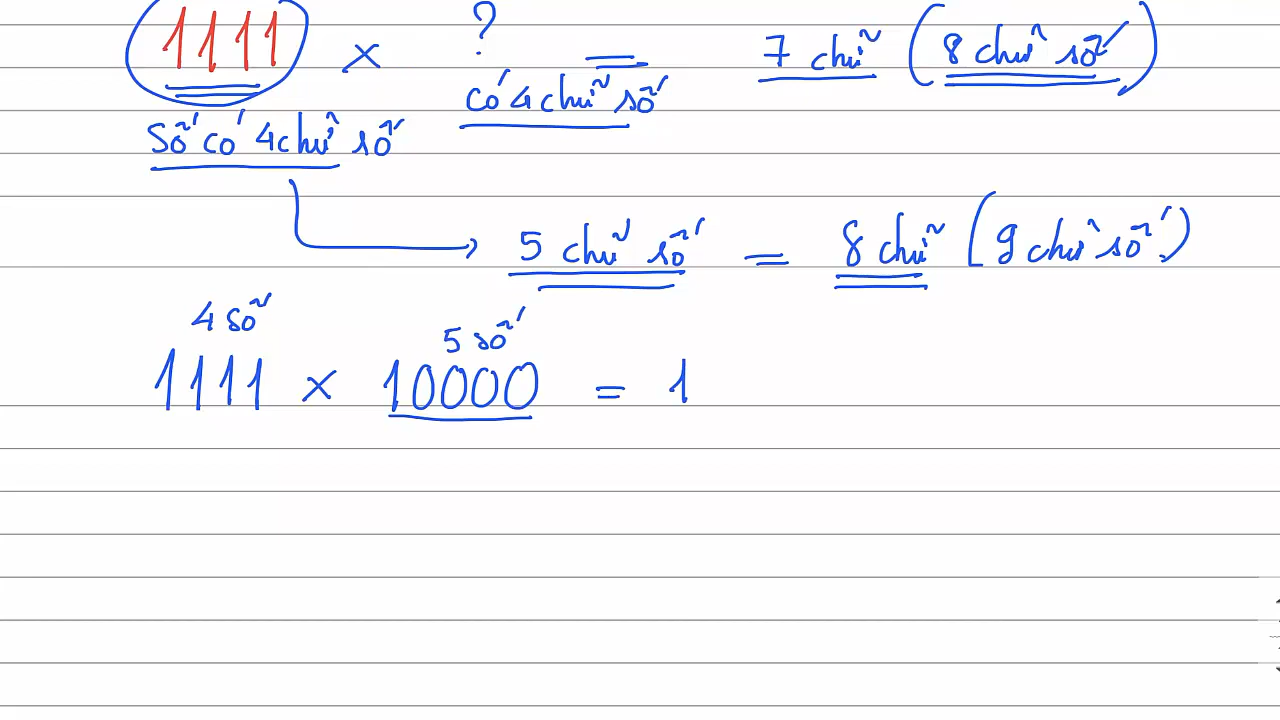 1111 x ? = 7 chữ (8 chữ số)
số có 4 chữ số
có 4 chữ số
5 chữ số = 8 chữ (9 chữ số)
4 số
5 số
1111 x 10000 = 1